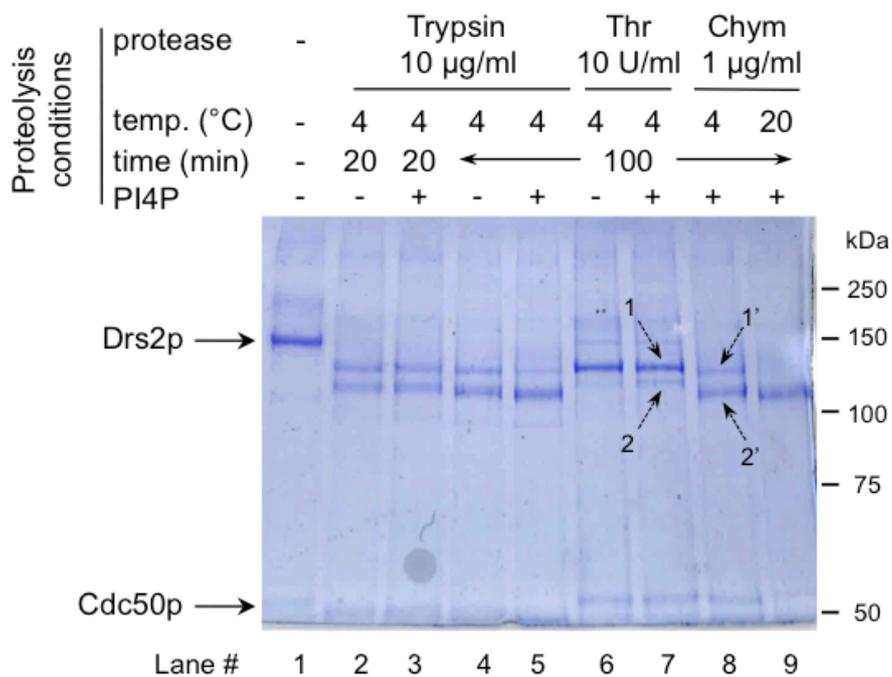 Proteolysis
conditions
protease - Trypsin Thr Chym
10 µg/ml 10 U/ml 1 µg/ml
temp. (°C) - 4 4 4 4 4 4 4 20
time (min) - 20 20 100
PI4P - - + - + - + + +
kDa
250
Drs2p 1 1’ 150
100
2 2’
75
Cdc50p 50
Lane # 1 2 3 4 5 6 7 8 9